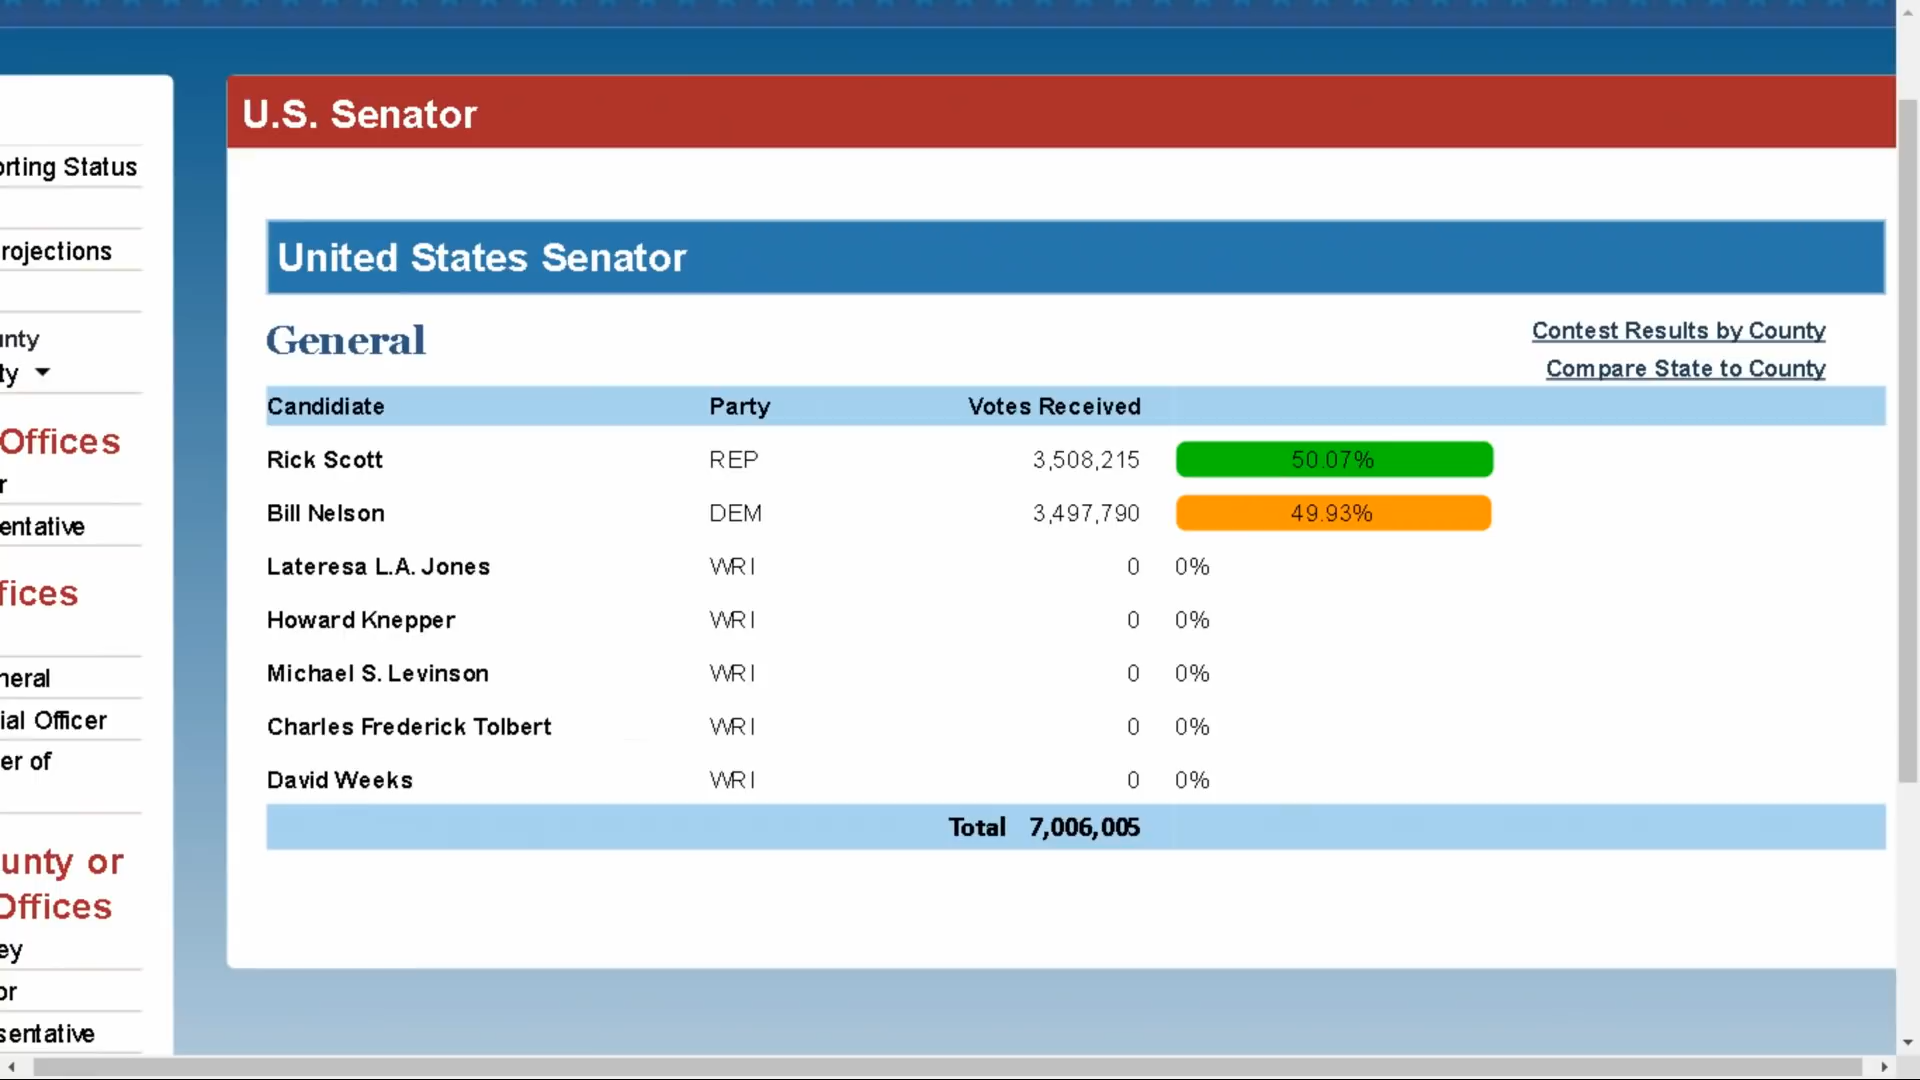 orting Status
rojections
unty
ty
Offices
r
entative
fices
neral
ial Officer
er of
unty or
Offices
ey
or
sentative
U.S. Senator
United States Senator
General
Contest Results by County
Compare State to County
Candidiate Party Votes Received
Rick Scott REP 3,508,215 50.07%
Bill Nelson DEM 3,497,790 49.93%
Lateresa L.A. Jones WRI 0 0%
Howard Knepper WRI 0 0%
Michael S. Levinson WRI 0 0%
Charles Frederick Tolbert WRI 0 0%
David Weeks WRI 0 0%
Total 7,006,005